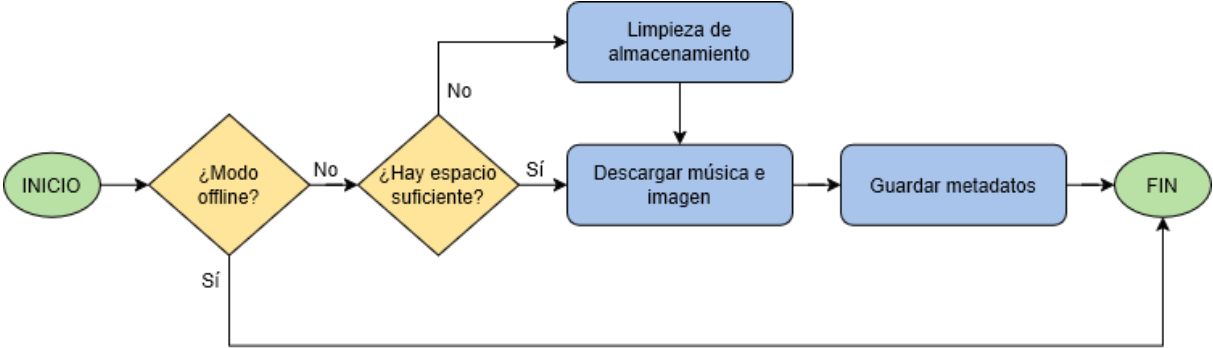 Limpieza de
almacenamiento
No
INICIO
¿Modo
offline?
No
¿Hay espacio
suficiente?
Sí
Descargar música e
imagen
Guardar metadatos
FIN
Sí